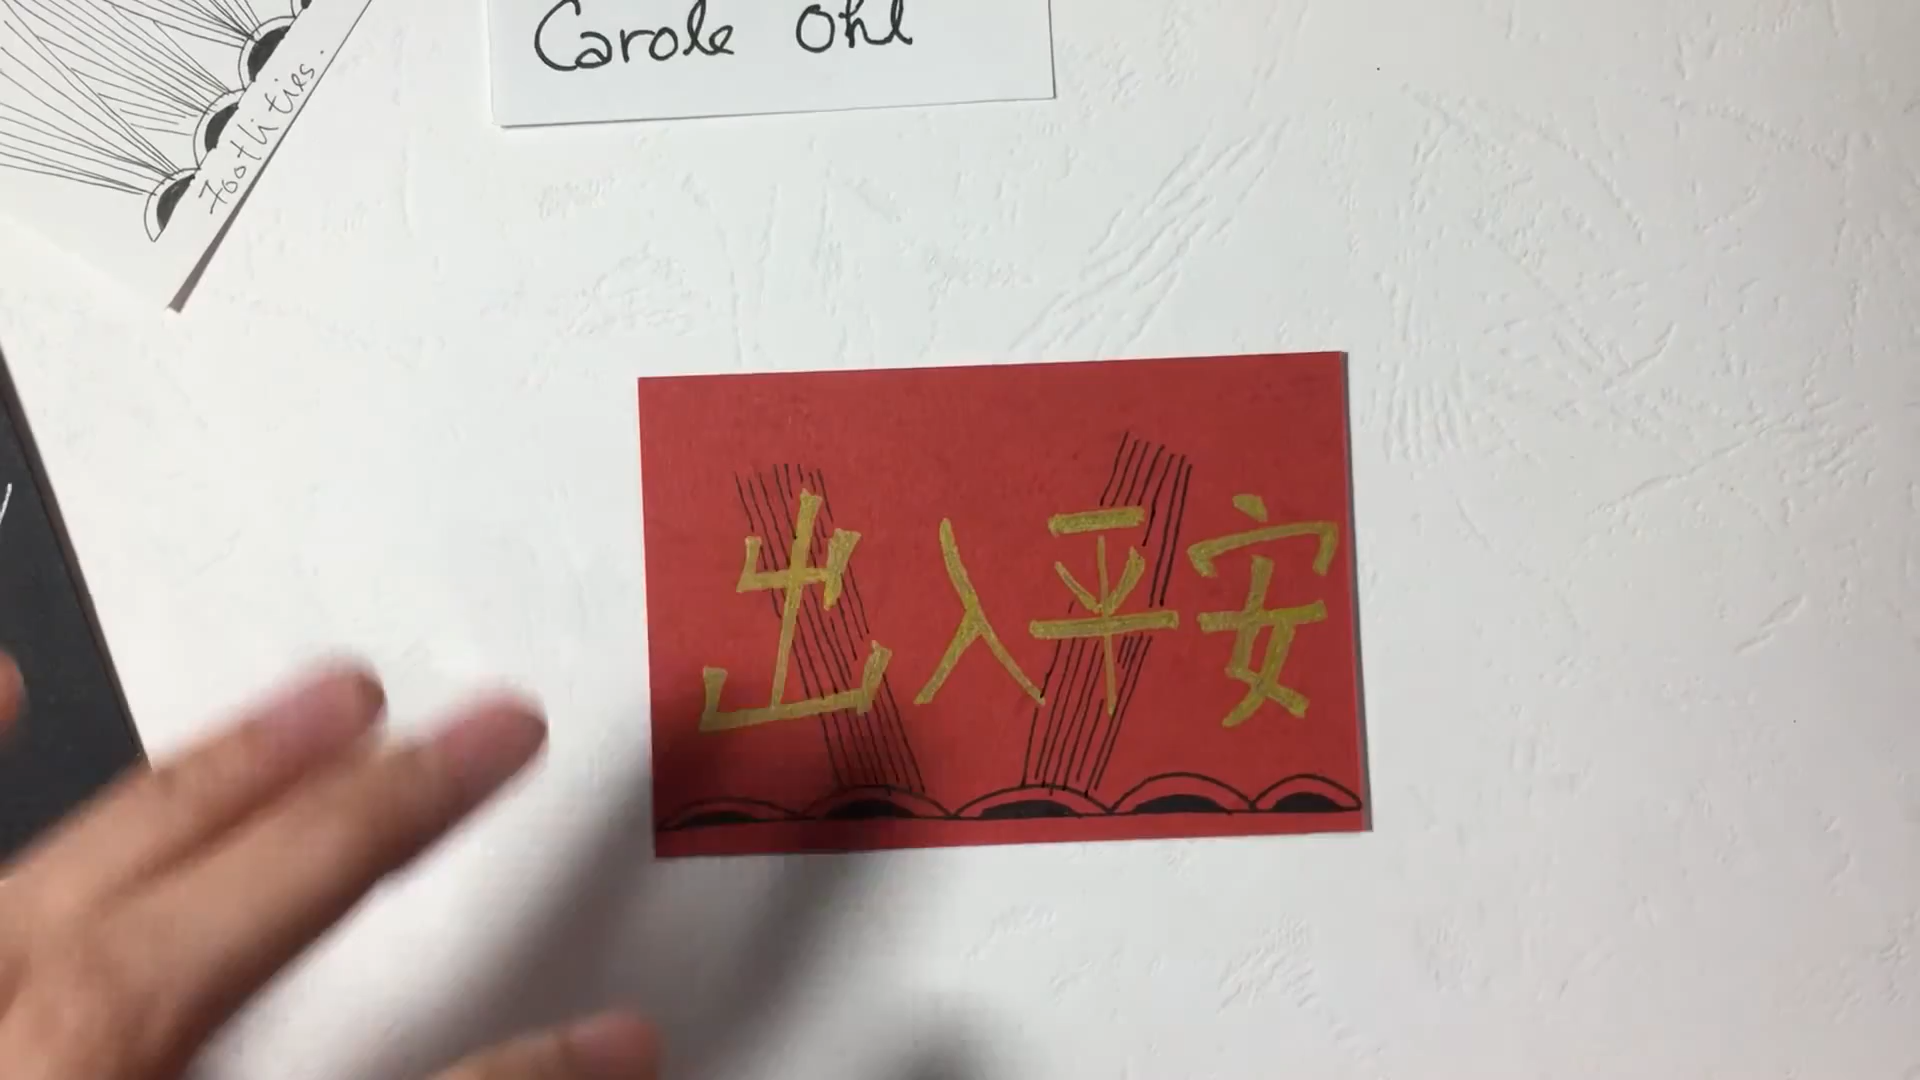 Carole Ohl
Footlities.
出入平安